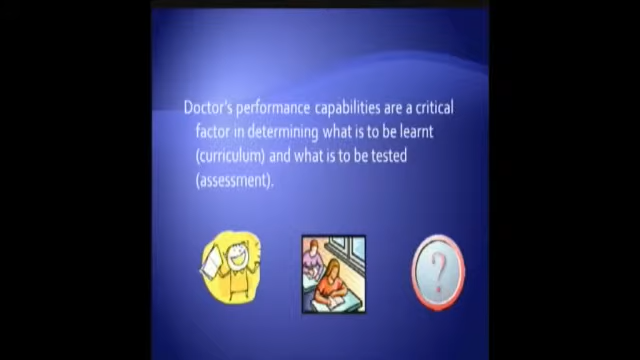 Doctor's performance capabilities are a critical
factor in determining what is to be learnt
(curriculum) and what is to be tested
(assessment).
?